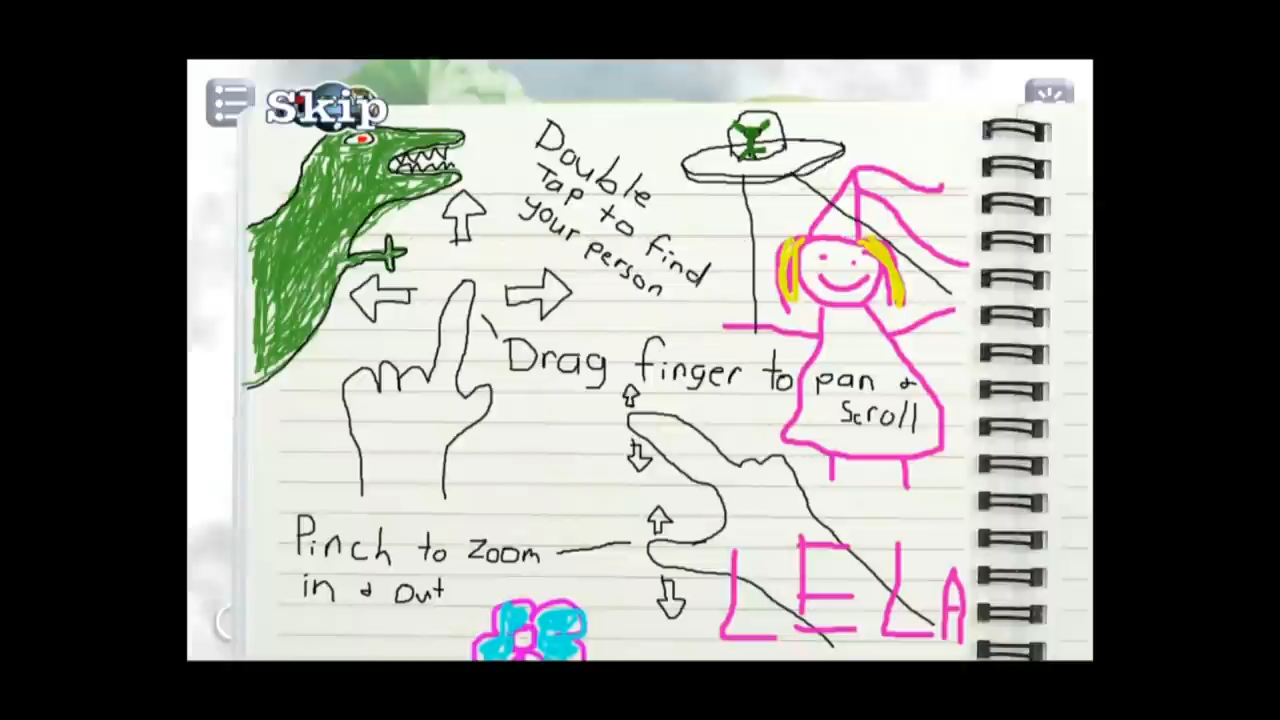 Skip
Double
Tap to find
your person
Drag finger to pan &
Scroll
Pinch to Zoom
in & out
LELA